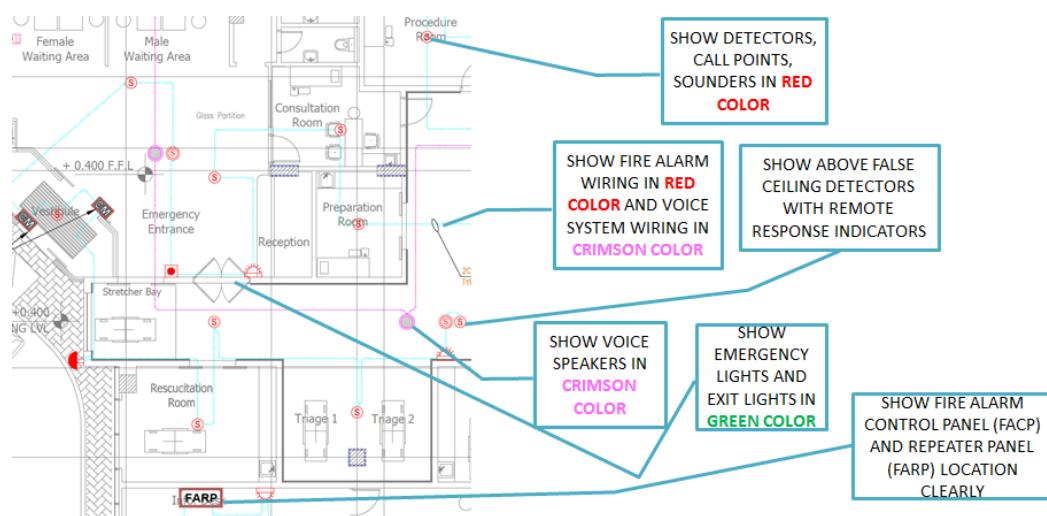 Female
Waiting Area
Male
Waiting Area
Procedure
Room
Glass Partition
Consultation
Room
+ 0.400 F.F.L
Vestibule
Emergency
Entrance
Reception
Preparation
Room
Stretcher Bay
+0.400
NG LVL
Rescucitation
Room
Triage 1
Triage 2
FARP
2C
SHOW DETECTORS,
CALL POINTS,
SOUNDERS IN RED
COLOR
SHOW FIRE ALARM
WIRING IN RED
COLOR AND VOICE
SYSTEM WIRING IN
CRIMSON COLOR
SHOW ABOVE FALSE
CEILING DETECTORS
WITH REMOTE
RESPONSE INDICATORS
SHOW VOICE
SPEAKERS IN
CRIMSON
COLOR
SHOW
EMERGENCY
LIGHTS AND
EXIT LIGHTS IN
GREEN COLOR
SHOW FIRE ALARM
CONTROL PANEL (FACP)
AND REPEATER PANEL
(FARP) LOCATION
CLEARLY